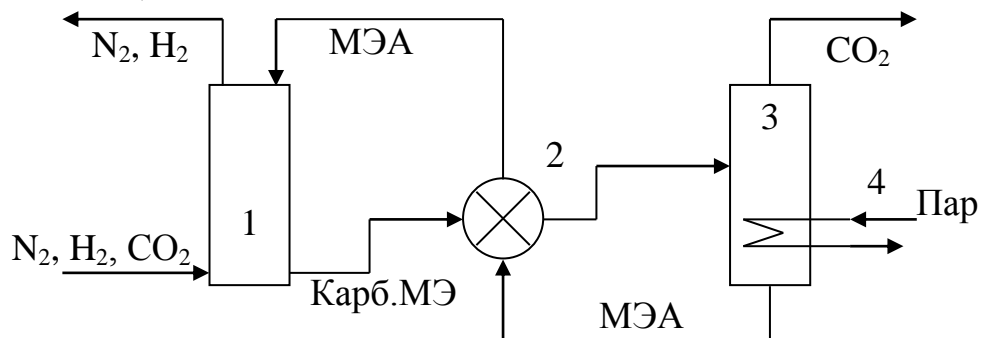 N₂, H₂
МЭА
CO₂
3
2
4
Пар
1
N₂, H₂, CO₂
Карб.МЭ
МЭА